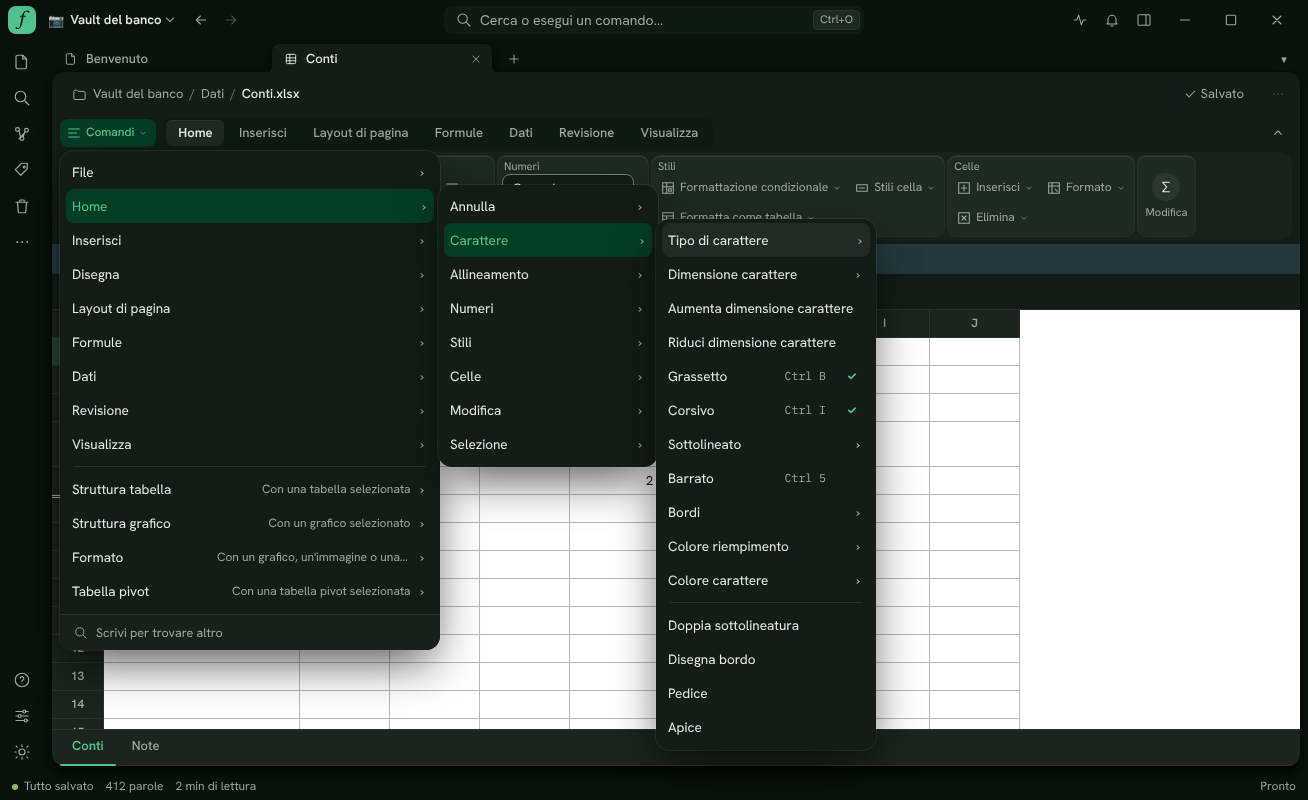 Vault del banco
Cerca o esegui un comando...
Ctrl+O
Benvenuto
Conti
Vault del banco / Dati / Conti.xlsx
Salvato
Comandi
Home
Inserisci
Layout di pagina
Formule
Dati
Revisione
Visualizza
Numeri
Stili
Formattazione condizionale
Stili cella
Formatta come tabella
Celle
Inserisci
Formato
Elimina
Σ
Modifica
File
Home
Inserisci
Disegna
Layout di pagina
Formule
Dati
Revisione
Visualizza
Struttura tabella Con una tabella selezionata
Struttura grafico Con un grafico selezionato
Formato Con un grafico, un'immagine o una...
Tabella pivot Con una tabella pivot selezionata
Scrivi per trovare altro
Annulla
Carattere
Allineamento
Numeri
Stili
Celle
Modifica
Selezione
Tipo di carattere
Dimensione carattere
Aumenta dimensione carattere
Riduci dimensione carattere
Grassetto Ctrl B
Corsivo Ctrl I
Sottolineato
Barrato Ctrl 5
Bordi
Colore riempimento
Colore carattere
Doppia sottolineatura
Disegna bordo
Pedice
Apice
I
J
2
13
14
Conti
Note
Tutto salvato
412 parole
2 min di lettura
Pronto